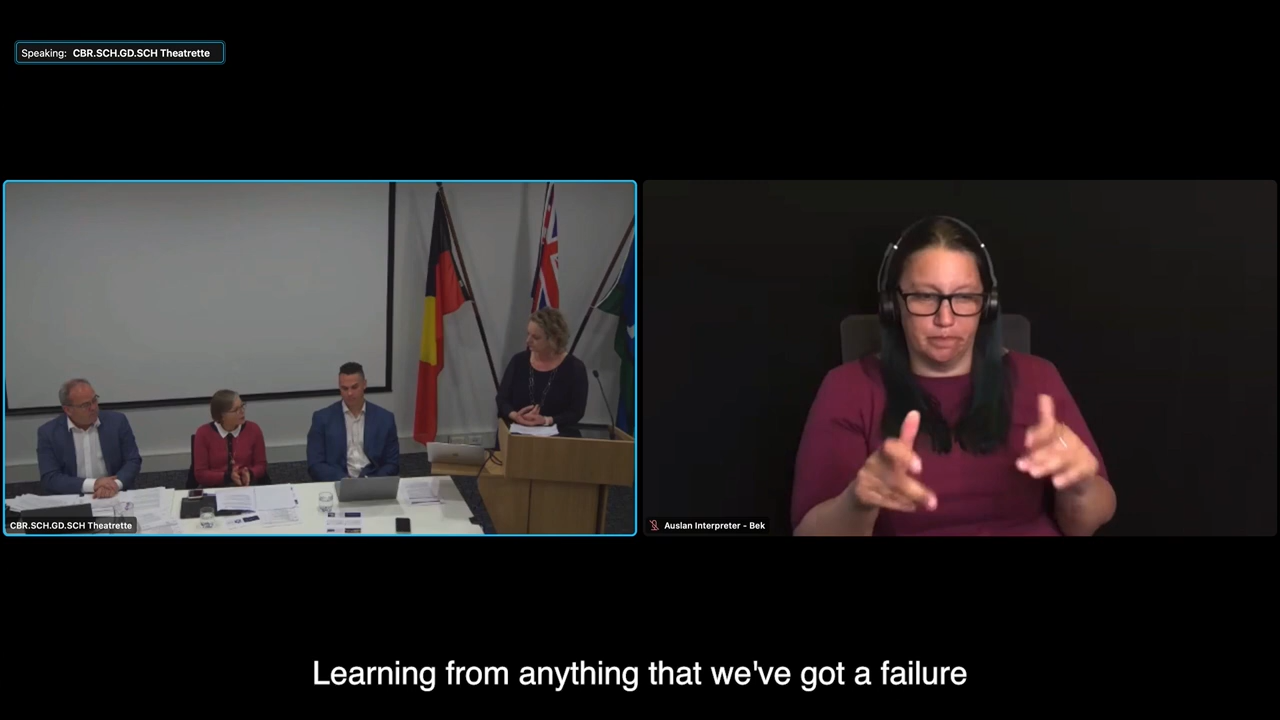 Speaking: CBR.SCH.GD.SCH Theatrette
CBR.SCH.GD.SCH Theatrette
Auslan Interpreter - Bek
Learning from anything that we've got a failure